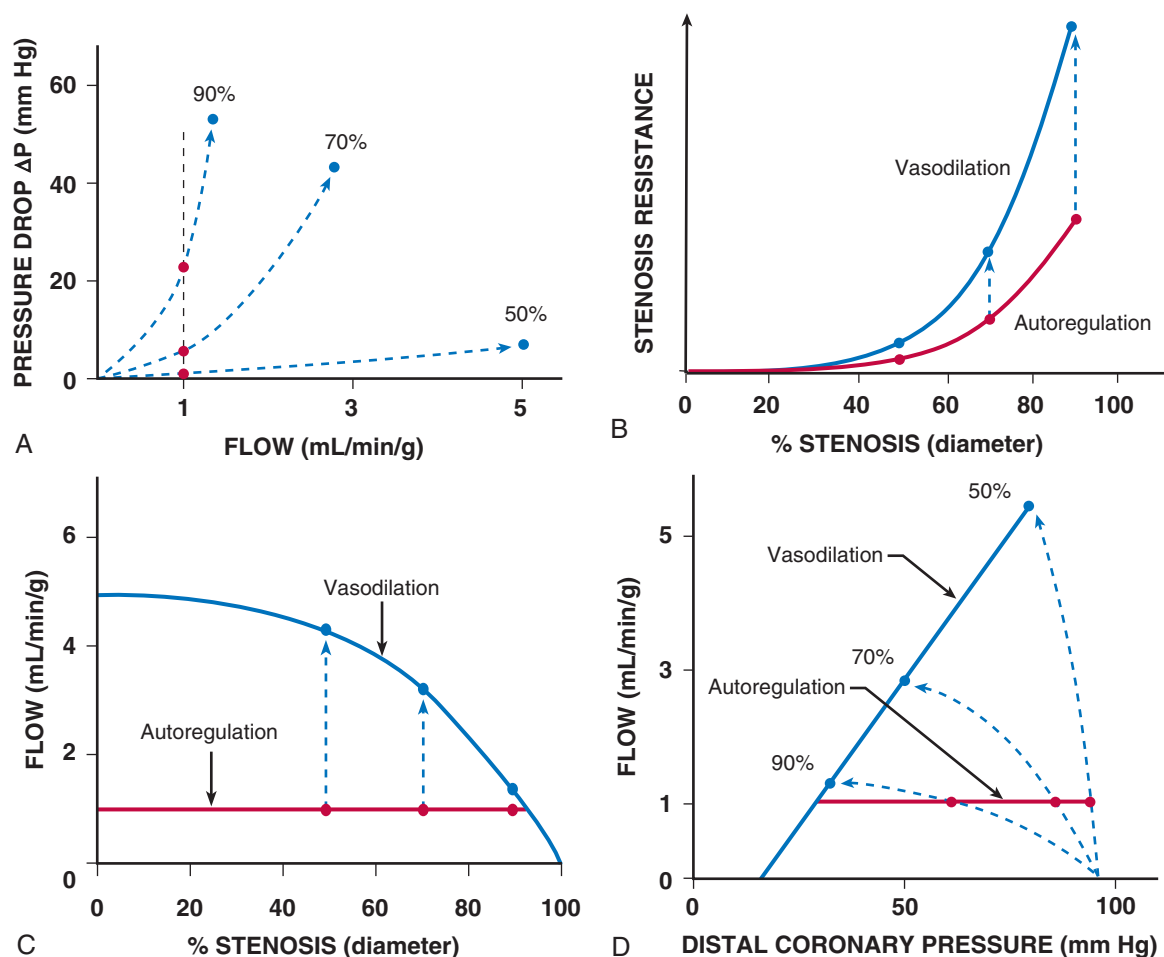 PRESSURE DROP ΔP (mm Hg)
60
40
20
0
90%
70%
50%
1
3
5
FLOW (mL/min/g)
A
STENOSIS RESISTANCE
Vasodilation
Autoregulation
0
20
40
60
80
100
% STENOSIS (diameter)
B
FLOW (mL/min/g)
6
4
2
0
Vasodilation
Autoregulation
0
20
40
60
80
100
% STENOSIS (diameter)
C
FLOW (mL/min/g)
5
3
1
0
50%
Vasodilation
70%
Autoregulation
90%
0
50
100
DISTAL CORONARY PRESSURE (mm Hg)
D